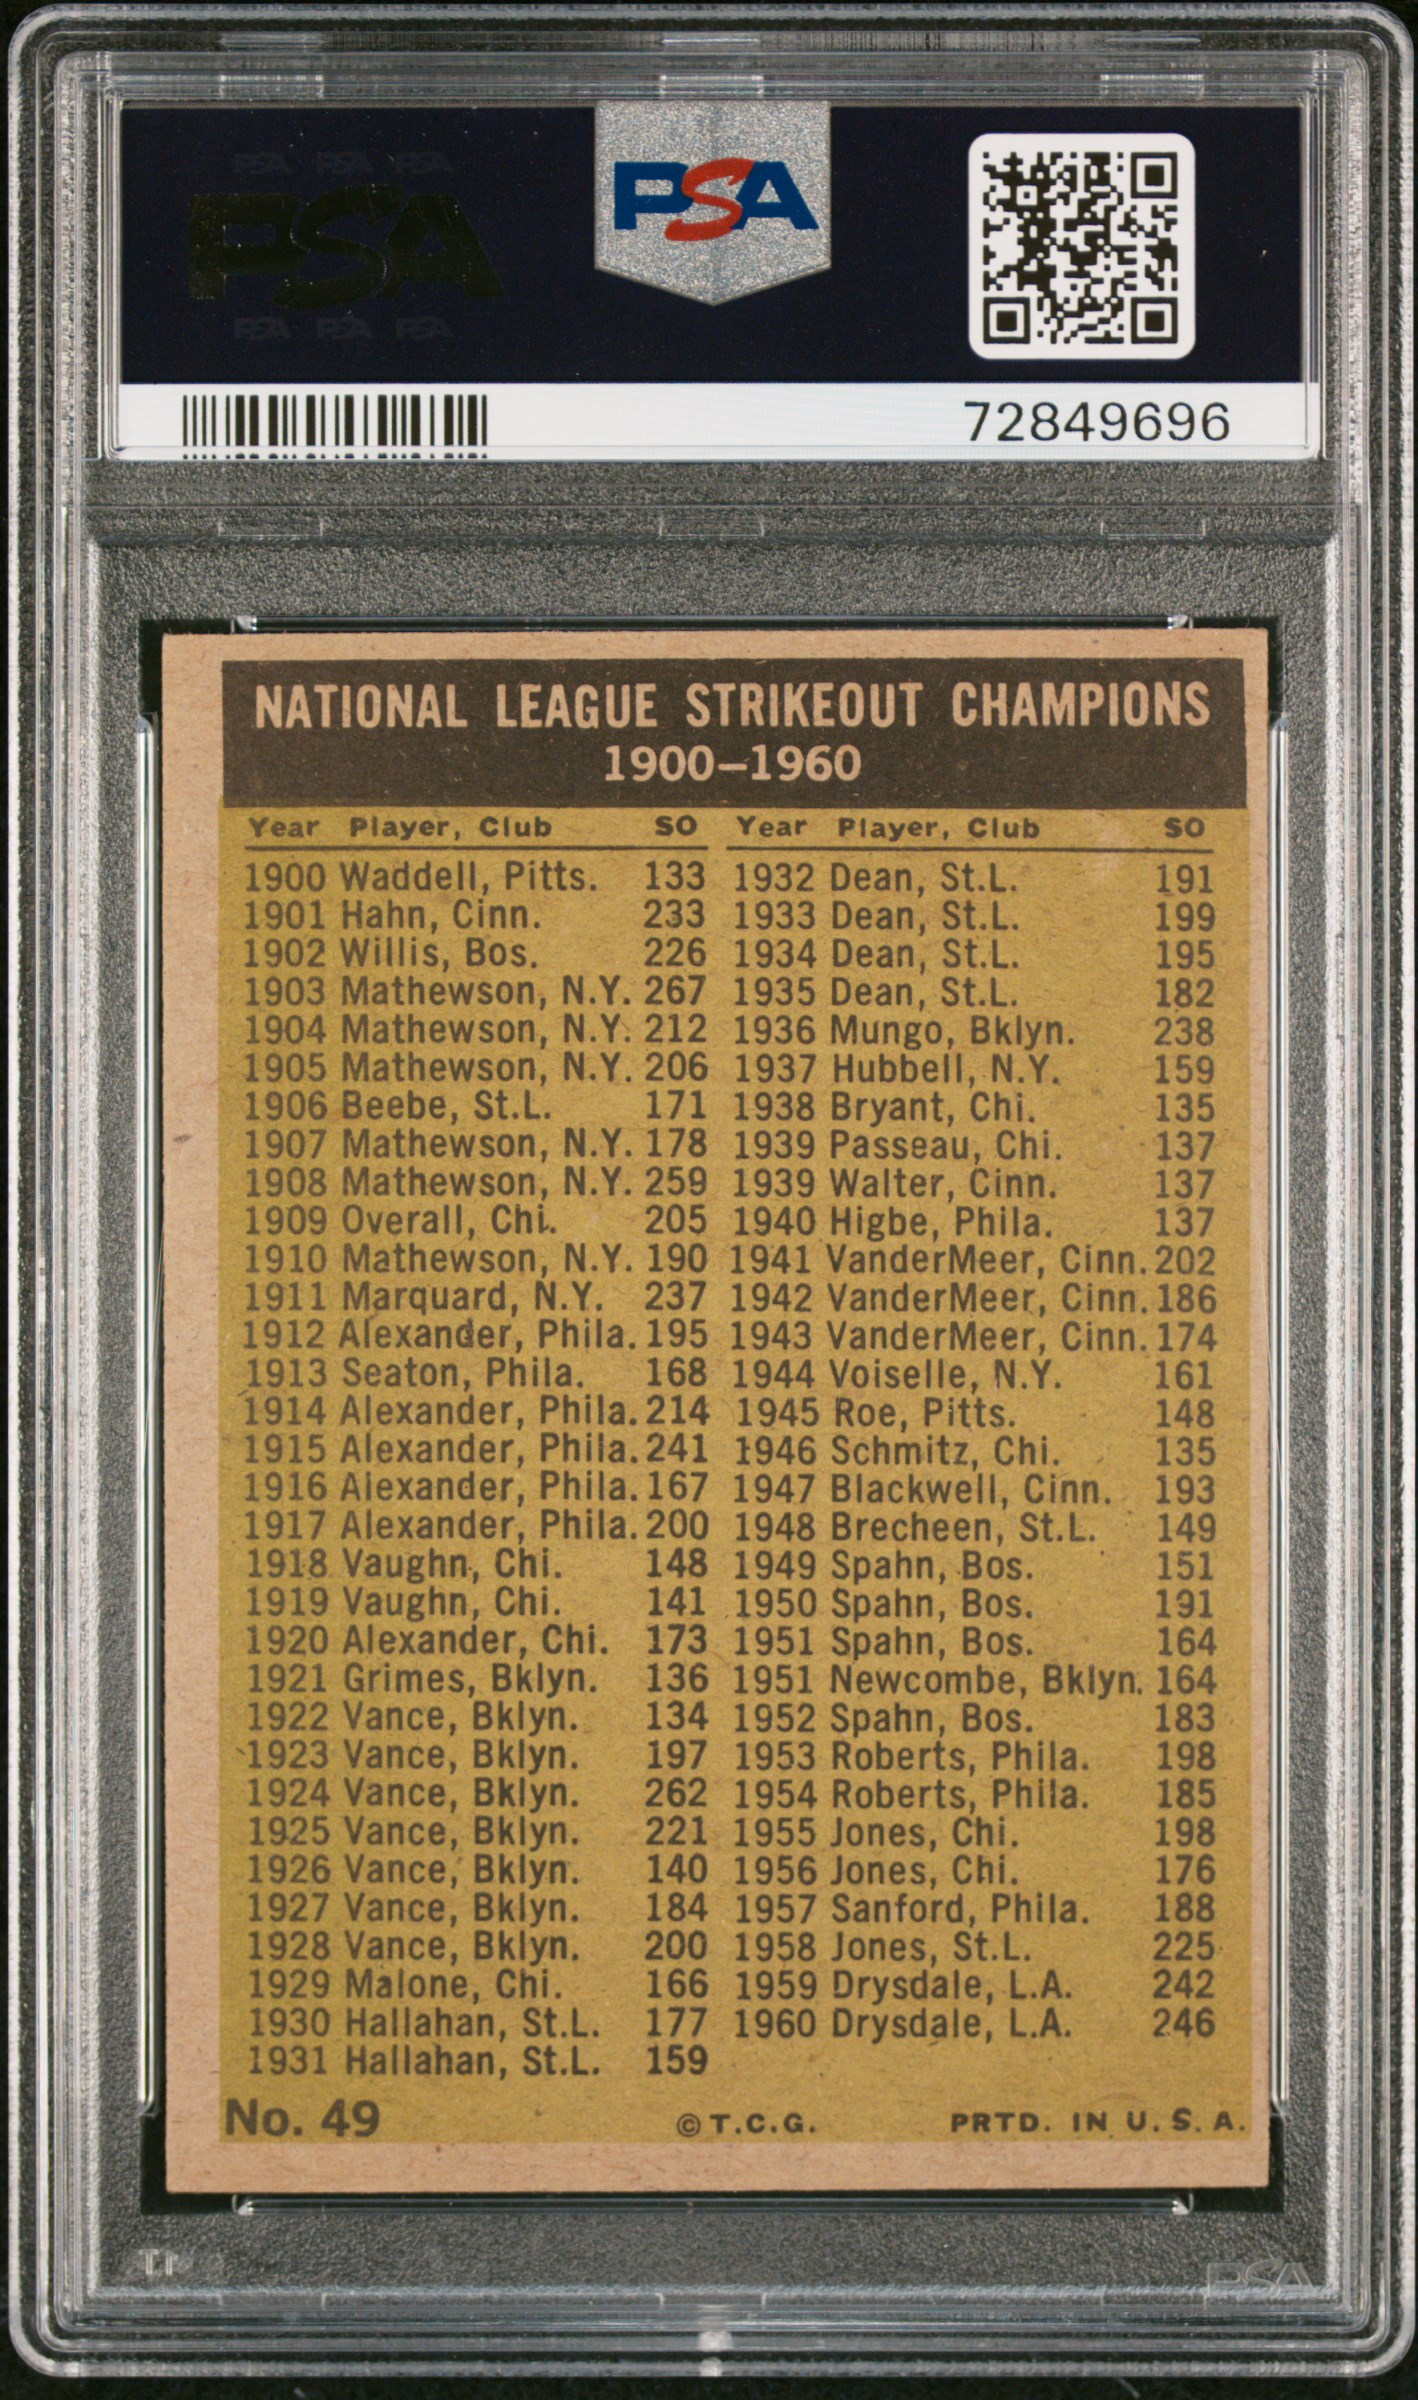 PSA PSA PSA
PSA
PSA PSA PSA
PSA
72849696
NATIONAL LEAGUE STRIKEOUT CHAMPIONS
1900–1960
Year Player, Club SO Year Player, Club SO
1900 Waddell, Pitts. 133 1932 Dean, St.L. 191
1901 Hahn, Cinn. 233 1933 Dean, St.L. 199
1902 Willis, Bos. 226 1934 Dean, St.L. 195
1903 Mathewson, N.Y. 267 1935 Dean, St.L. 182
1904 Mathewson, N.Y. 212 1936 Mungo, Bklyn. 238
1905 Mathewson, N.Y. 206 1937 Hubbell, N.Y. 159
1906 Beebe, St.L. 171 1938 Bryant, Chi. 135
1907 Mathewson, N.Y. 178 1939 Passeau, Chi. 137
1908 Mathewson, N.Y. 259 1939 Walter, Cinn. 137
1909 Overall, Chi. 205 1940 Higbe, Phila. 137
1910 Mathewson, N.Y. 190 1941 VanderMeer, Cinn. 202
1911 Marquard, N.Y. 237 1942 VanderMeer, Cinn. 186
1912 Alexander, Phila. 195 1943 VanderMeer, Cinn. 174
1913 Seaton, Phila. 168 1944 Voiselle, N.Y. 161
1914 Alexander, Phila. 214 1945 Roe, Pitts. 148
1915 Alexander, Phila. 241 1946 Schmitz, Chi. 135
1916 Alexander, Phila. 167 1947 Blackwell, Cinn. 193
1917 Alexander, Phila. 200 1948 Brecheen, St.L. 149
1918 Vaughn, Chi. 148 1949 Spahn, Bos. 151
1919 Vaughn, Chi. 141 1950 Spahn, Bos. 191
1920 Alexander, Chi. 173 1951 Spahn, Bos. 164
1921 Grimes, Bklyn. 136 1951 Newcombe, Bklyn. 164
1922 Vance, Bklyn. 134 1952 Spahn, Bos. 183
1923 Vance, Bklyn. 197 1953 Roberts, Phila. 198
1924 Vance, Bklyn. 262 1954 Roberts, Phila. 185
1925 Vance, Bklyn. 221 1955 Jones, Chi. 198
1926 Vance, Bklyn. 140 1956 Jones, Chi. 176
1927 Vance, Bklyn. 184 1957 Sanford, Phila. 188
1928 Vance, Bklyn. 200 1958 Jones, St.L. 225
1929 Malone, Chi. 166 1959 Drysdale, L.A. 242
1930 Hallahan, St.L. 177 1960 Drysdale, L.A. 246
1931 Hallahan, St.L. 159
No. 49 © T.C.G. PRTD. IN U.S.A.
PSA